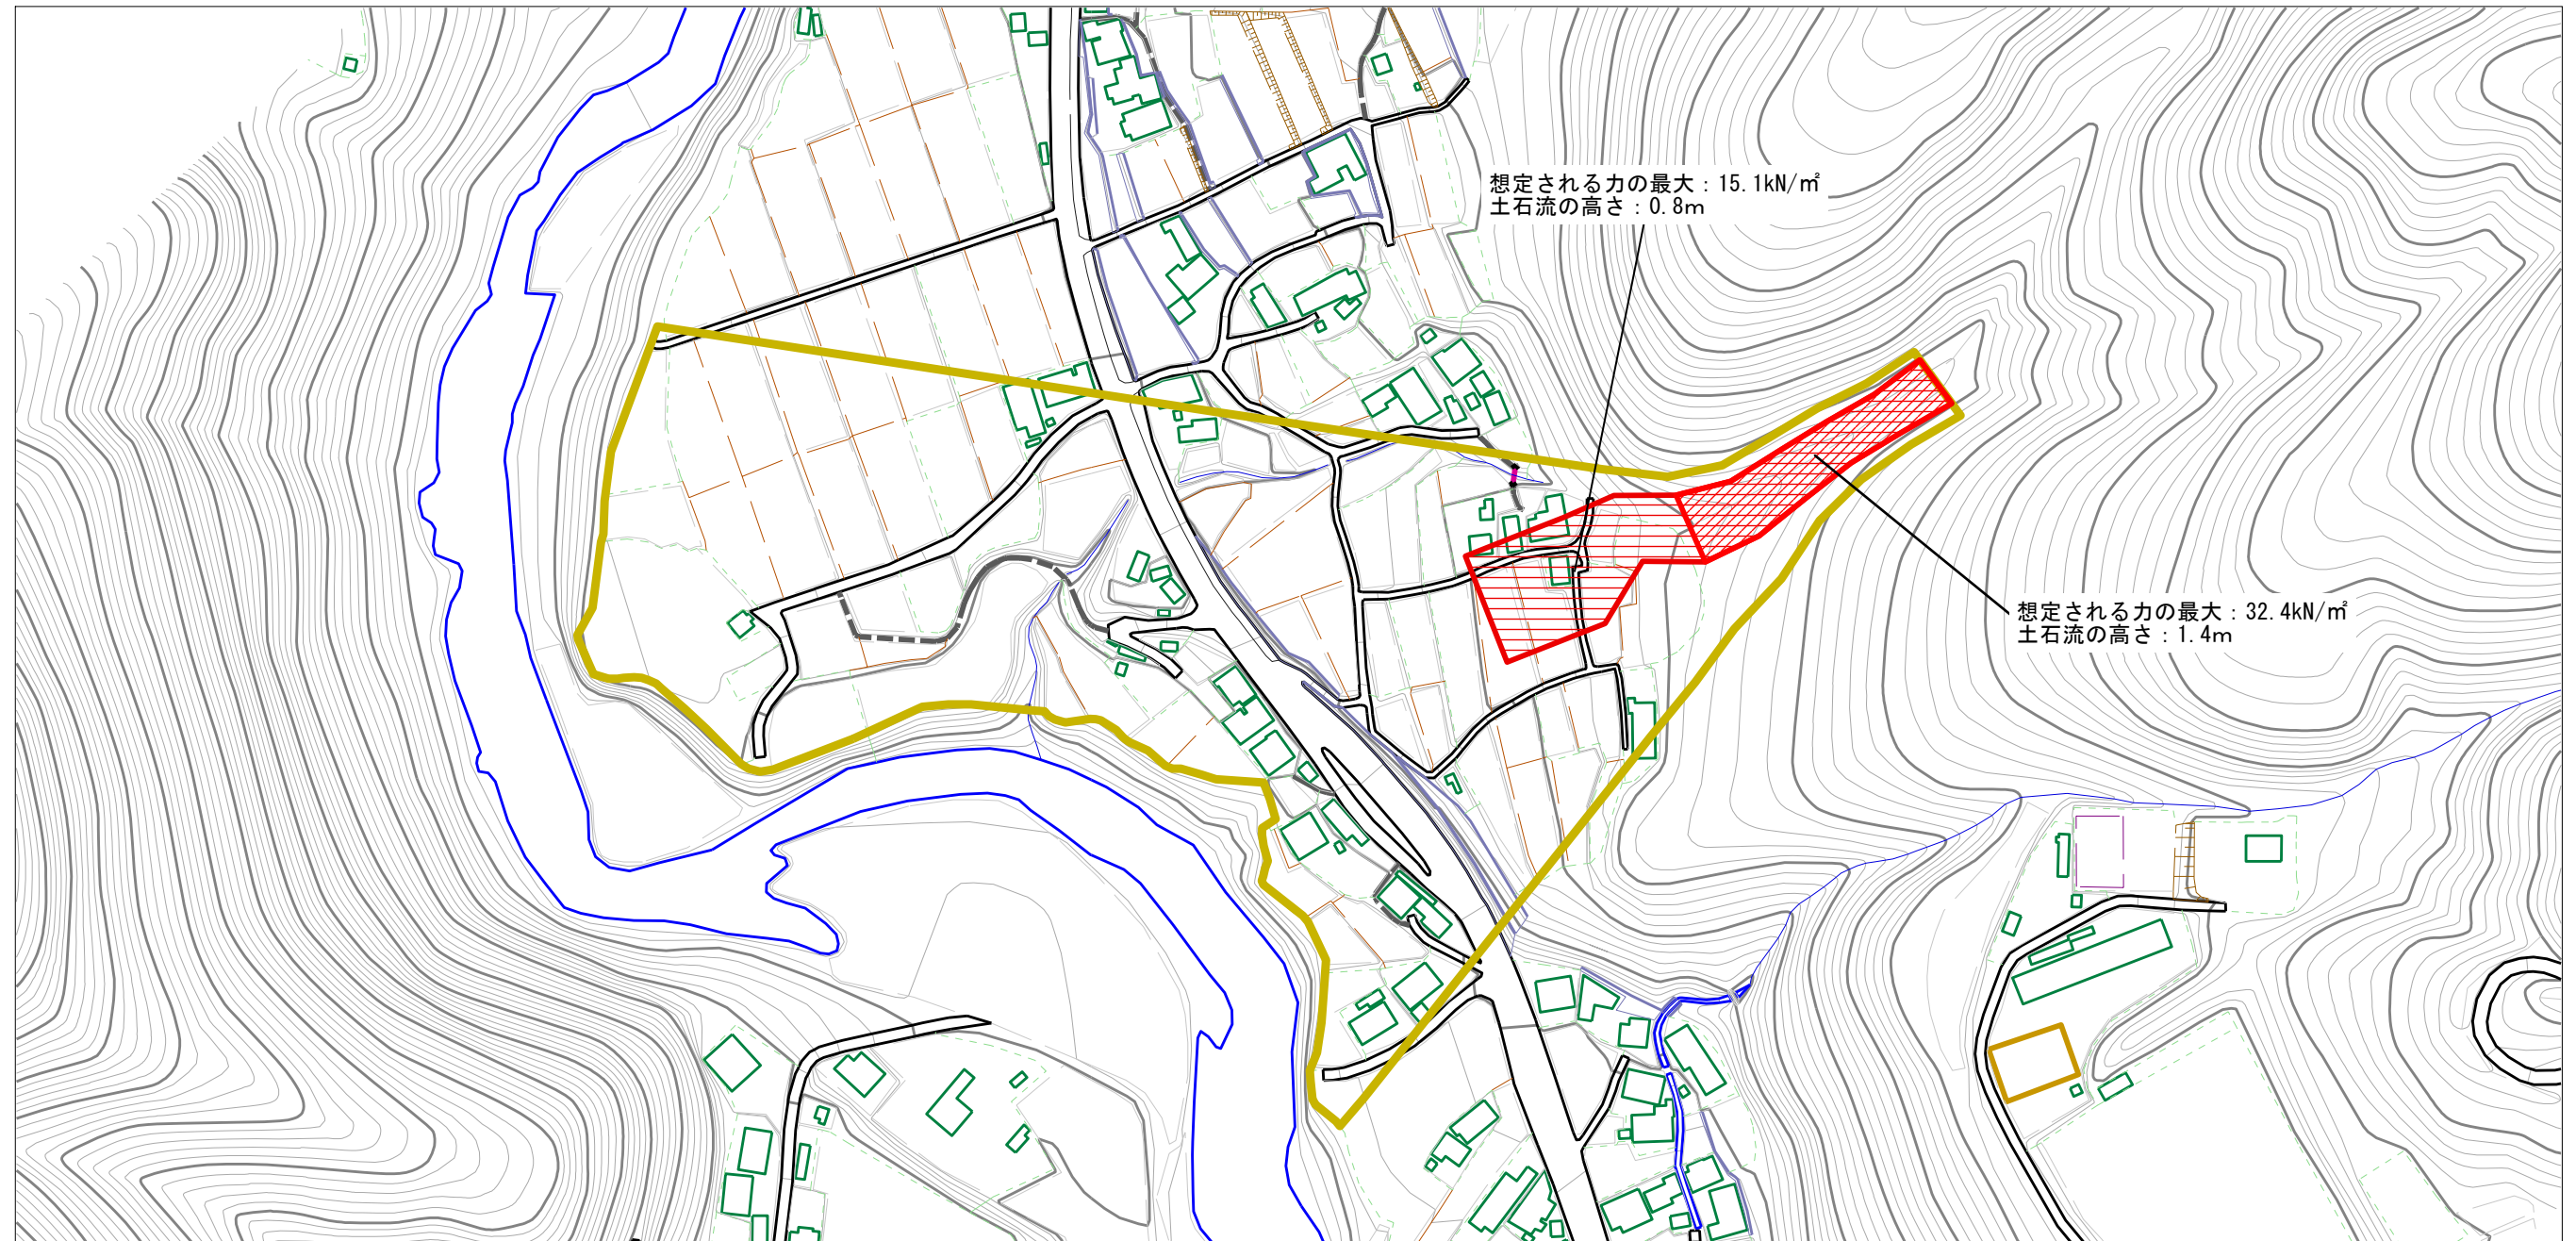 想定される力の最大：15.1kN/㎡
土石流の高さ：0.8m
想定される力の最大：32.4kN/㎡
土石流の高さ：1.4m